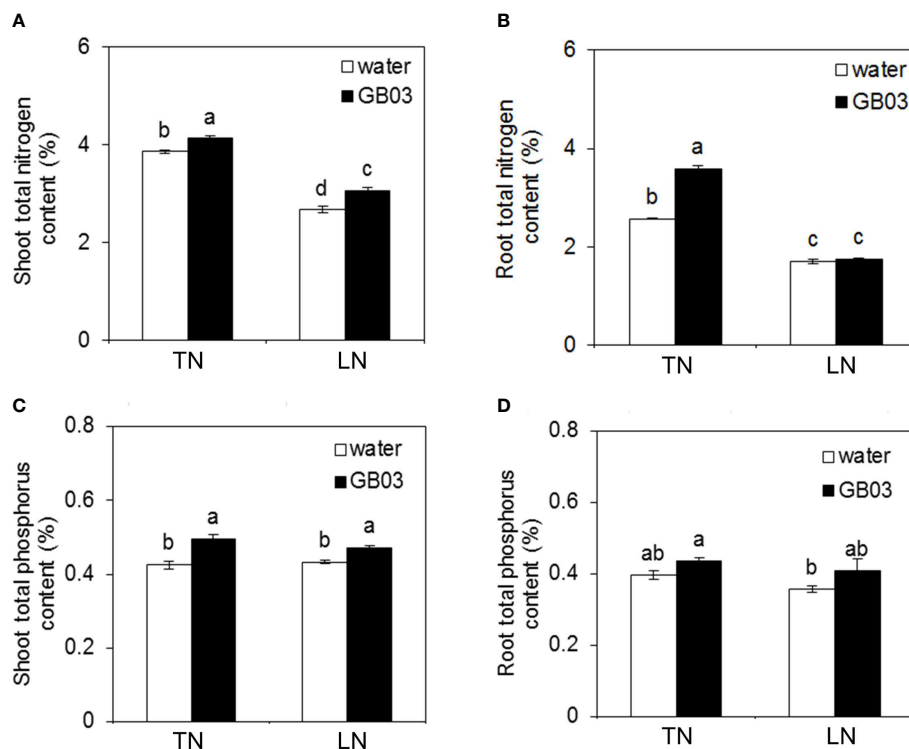 A
Shoot total nitrogen
content (%)
6
4
2
0
water
GB03
b
a
d
c
TN
LN
B
Root total nitrogen
content (%)
6
4
2
0
water
GB03
b
a
c
c
TN
LN
C
Shoot total phosphorus
content (%)
0.8
0.6
0.4
0.2
0
water
GB03
b
a
b
a
TN
LN
D
Root total phosphorus
content (%)
0.8
0.6
0.4
0.2
0
water
GB03
ab
a
b
ab
TN
LN